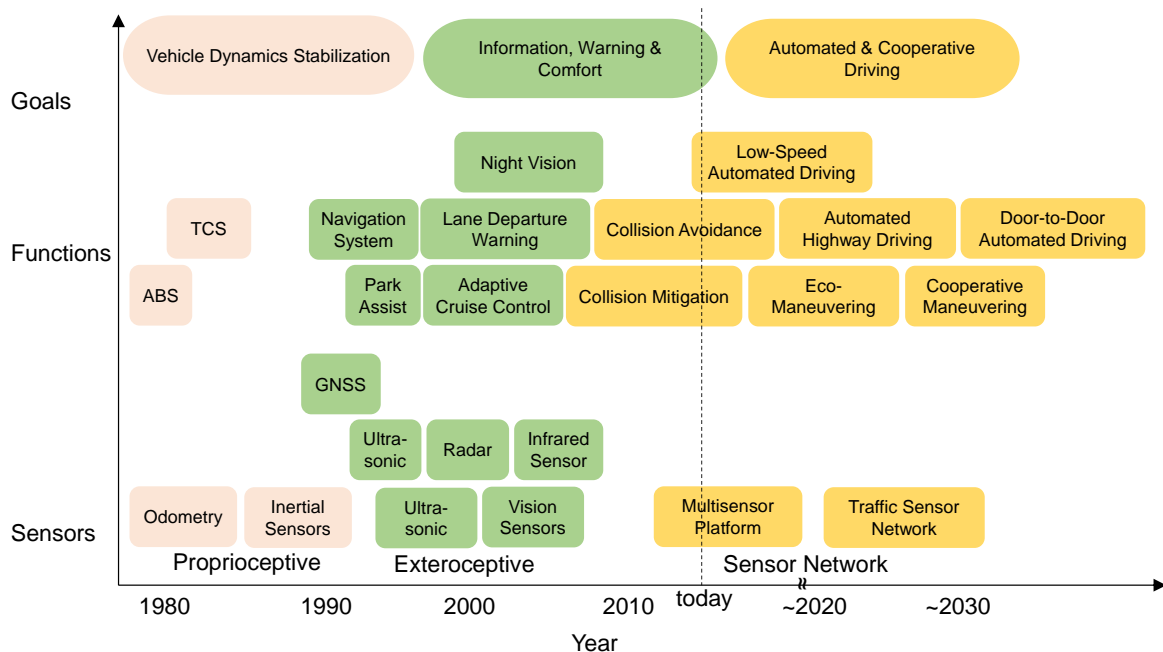 Vehicle Dynamics Stabilization
Information, Warning &
Comfort
Automated & Cooperative
Driving
Goals
Night Vision
Low-Speed
Automated Driving
TCS
Navigation
System
Lane Departure
Warning
Collision Avoidance
Automated
Highway Driving
Door-to-Door
Automated Driving
Functions
ABS
Park
Assist
Adaptive
Cruise Control
Collision Mitigation
Eco-
Maneuvering
Cooperative
Maneuvering
GNSS
Ultra-
sonic
Radar
Infrared
Sensor
Odometry
Inertial
Sensors
Ultra-
sonic
Vision
Sensors
Multisensor
Platform
Traffic Sensor
Network
Sensors
Proprioceptive
Exteroceptive
Sensor Network
1980
1990
2000
2010
today
~2020
~2030
Year